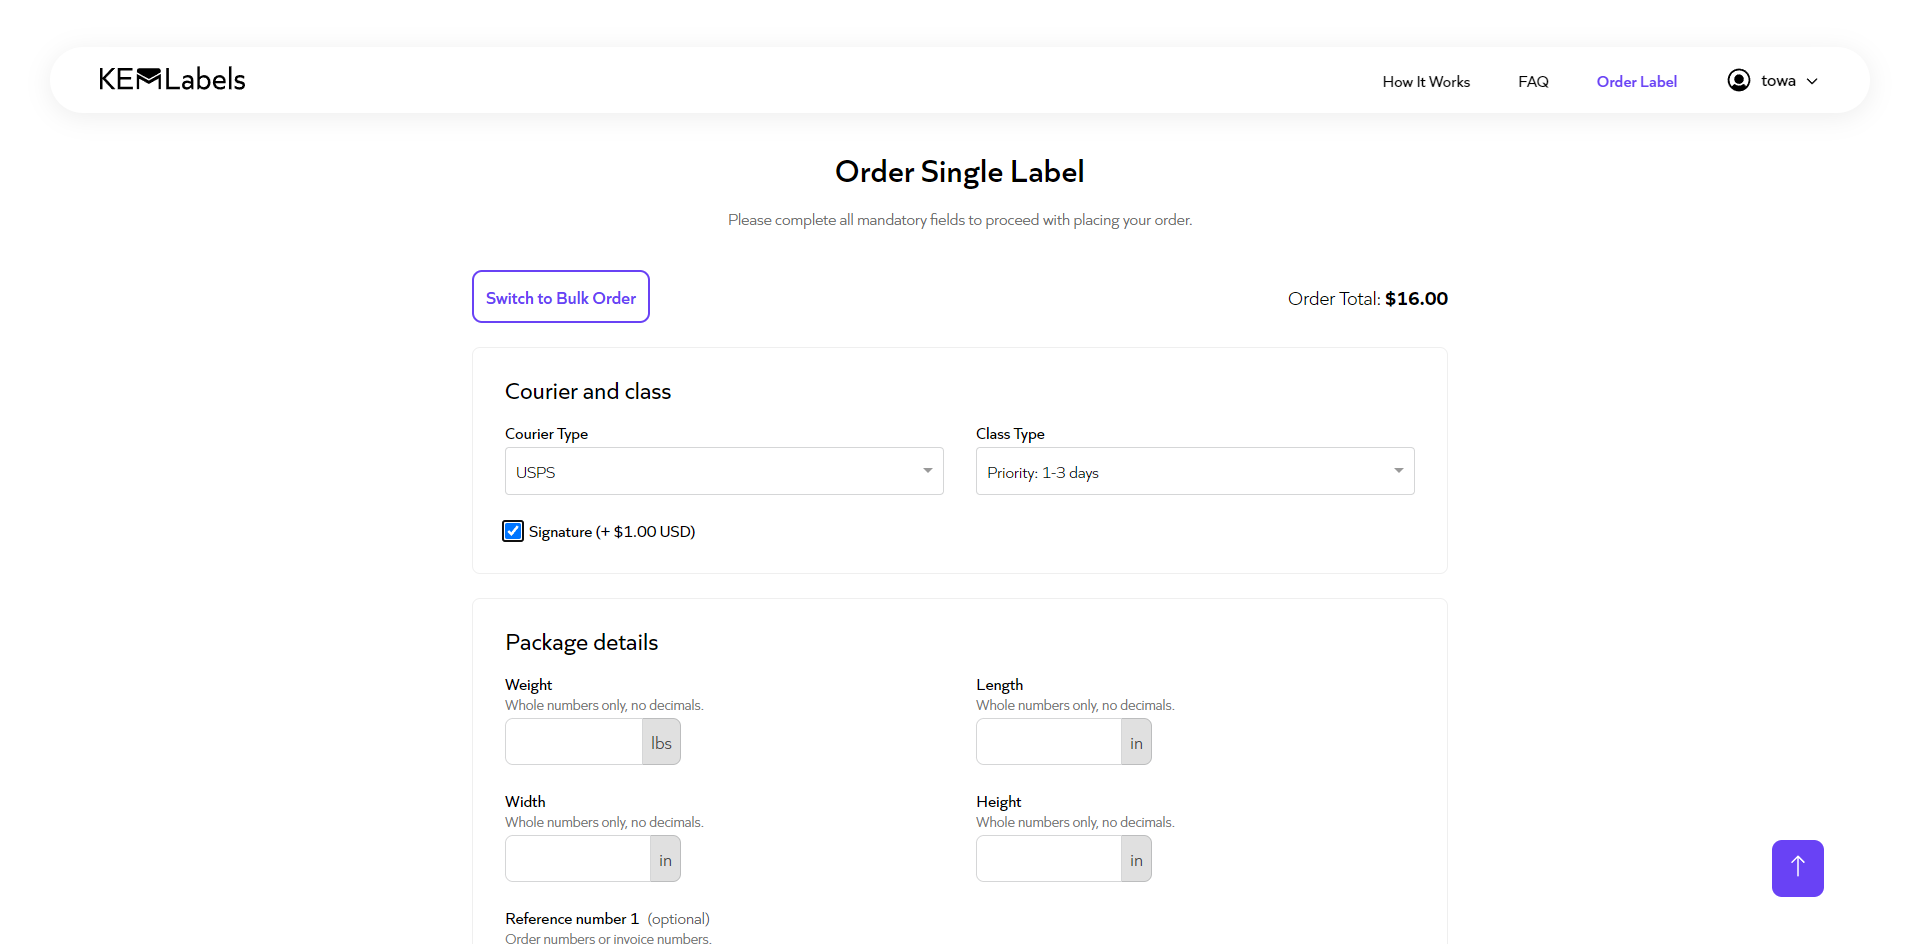 KEMLabels
How It Works
FAQ
Order Label
towa
Order Single Label
Please complete all mandatory fields to proceed with placing your order.
Switch to Bulk Order
Order Total: $16.00
Courier and class
Courier Type
Class Type
USPS
Priority: 1-3 days
Signature (+ $1.00 USD)
Package details
Weight
Whole numbers only, no decimals.
lbs
Length
Whole numbers only, no decimals.
in
Width
Whole numbers only, no decimals.
in
Height
Whole numbers only, no decimals.
in
Reference number 1 (optional)
Order numbers or invoice numbers.